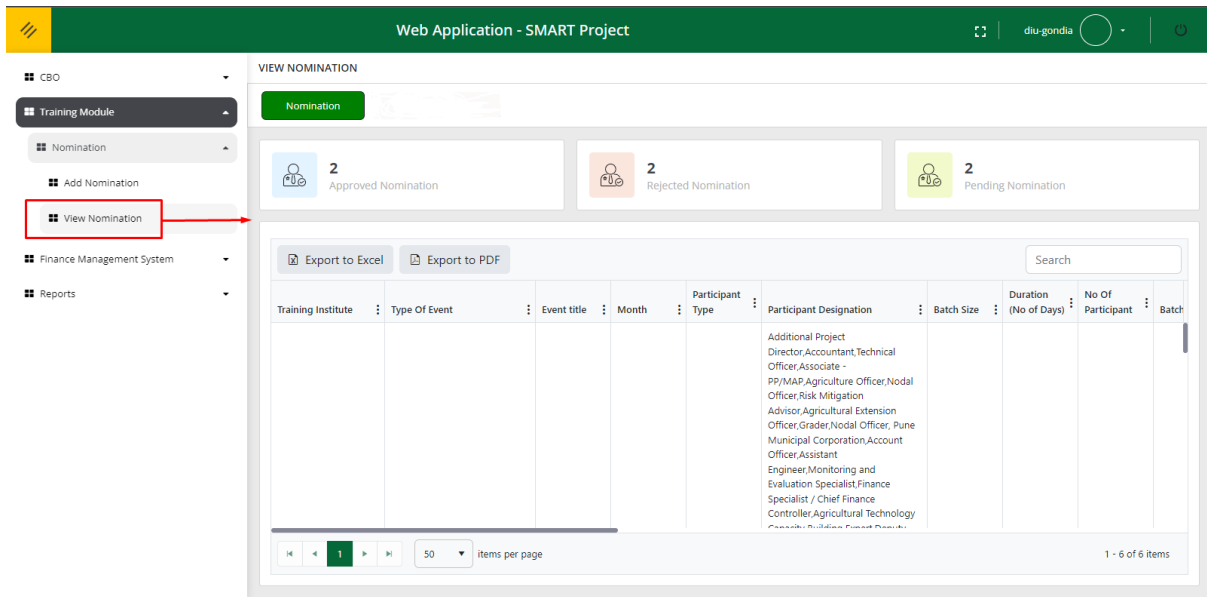 Web Application - SMART Project
diu-gondia
CBO
Training Module
Nomination
Add Nomination
View Nomination
Finance Management System
Reports
VIEW NOMINATION
Nomination
2
Approved Nomination
2
Rejected Nomination
2
Pending Nomination
Export to Excel
Export to PDF
Search
Training Institute
Type Of Event
Event title
Month
Participant
Type
Participant Designation
Batch Size
Duration
(No of Days)
No Of
Participant
Batch
Additional Project
Director,Accountant,Technical
Officer,Associate -
PP/MAP,Agriculture Officer,Nodal
Officer,Risk Mitigation
Advisor,Agricultural Extension
Officer,Grader,Nodal Officer, Pune
Municipal Corporation,Account
Officer,Assistant
Engineer,Monitoring and
Evaluation Specialist,Finance
Specialist / Chief Finance
Controller,Agricultural Technology
Capacity Building Expert,Deputy
1
50
items per page
1 - 6 of 6 items